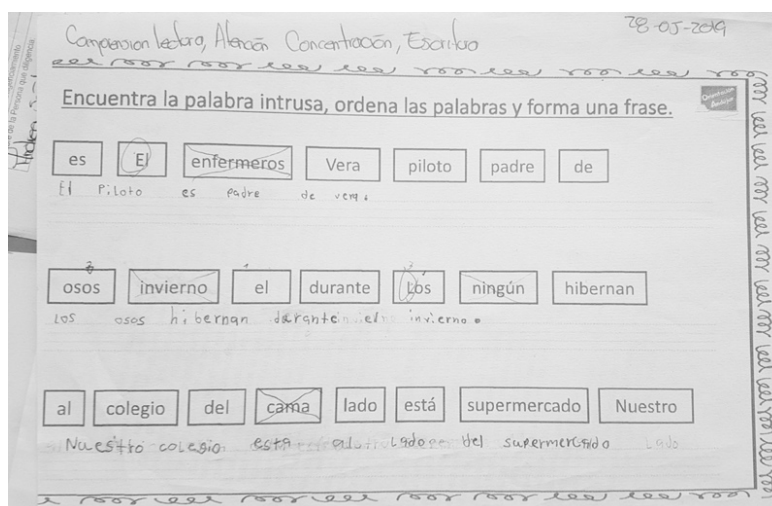 28-05-2019
Comprension lectora, Atención Concentración, Escritura
Encuentra la palabra intrusa, ordena las palabras y forma una frase.
es El enfermeros Vera piloto padre de
El Piloto es padre de vera.
osos invierno el durante Los ningún hibernan
Los osos hibernan durante el invierno.
al colegio del cama lado está supermercado Nuestro
Nuestro colegio esta al lado del supermercado